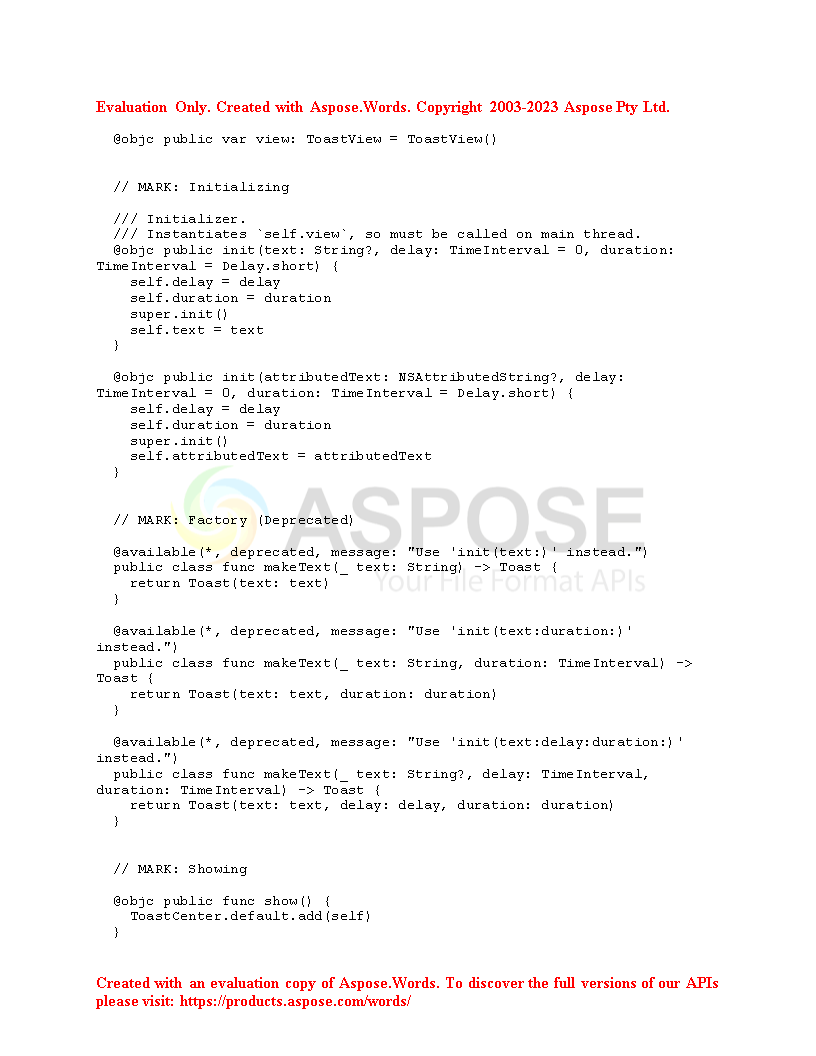 Evaluation Only. Created with Aspose.Words. Copyright 2003-2023 Aspose Pty Ltd.
@objc public var view: ToastView = ToastView()
// MARK: Initializing
/// Initializer.
/// Instantiates `self.view`, so must be called on main thread.
@objc public init(text: String?, delay: TimeInterval = 0, duration:
TimeInterval = Delay.short) {
self.delay = delay
self.duration = duration
super.init()
self.text = text
}
@objc public init(attributedText: NSAttributedString?, delay:
TimeInterval = 0, duration: TimeInterval = Delay.short) {
self.delay = delay
self.duration = duration
super.init()
self.attributedText = attributedText
}
ASPOSE
Your File Format APIs
// MARK: Factory (Deprecated)
@available(*, deprecated, message: "Use 'init(text:)' instead.")
public class func makeText(_ text: String) -> Toast {
return Toast(text: text)
}
@available(*, deprecated, message: "Use 'init(text:duration:)'
instead.")
public class func makeText(_ text: String, duration: TimeInterval) ->
Toast {
return Toast(text: text, duration: duration)
}
@available(*, deprecated, message: "Use 'init(text:delay:duration:)'
instead.")
public class func makeText(_ text: String?, delay: TimeInterval,
duration: TimeInterval) -> Toast {
return Toast(text: text, delay: delay, duration: duration)
}
// MARK: Showing
@objc public func show() {
ToastCenter.default.add(self)
}
Created with an evaluation copy of Aspose.Words. To discover the full versions of our APIs
please visit: https://products.aspose.com/words/